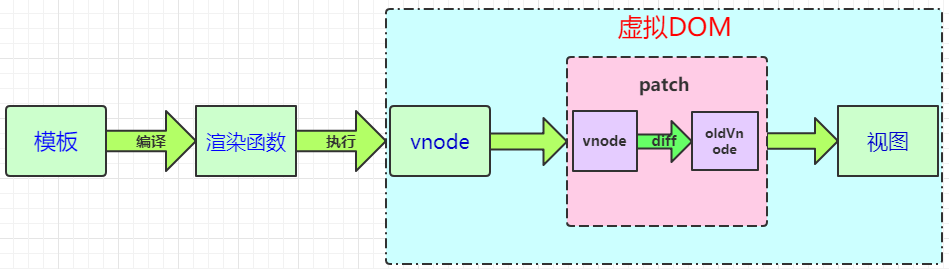 虚拟DOM
patch
模板
编译
渲染函数
执行
vnode
vnode
diff
oldVn
ode
视图